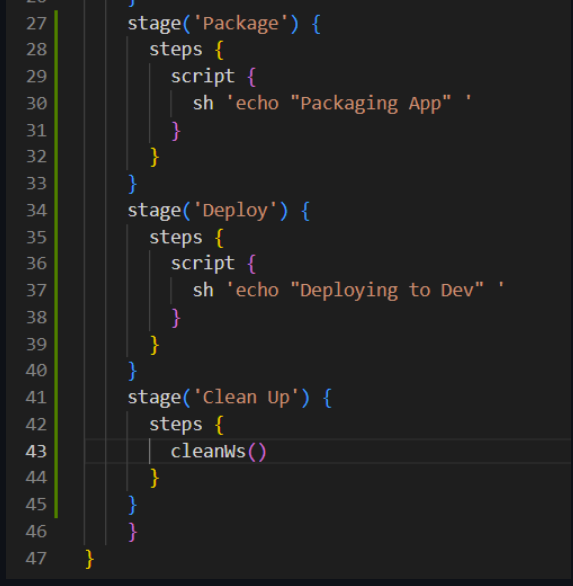 27 stage('Package') {
28 steps {
29 script {
30 sh 'echo "Packaging App" '
31 }
32 }
33 }
34 stage('Deploy') {
35 steps {
36 script {
37 sh 'echo "Deploying to Dev" '
38 }
39 }
40 }
41 stage('Clean Up') {
42 steps {
43 cleanWs()
44 }
45 }
46 }
47 }